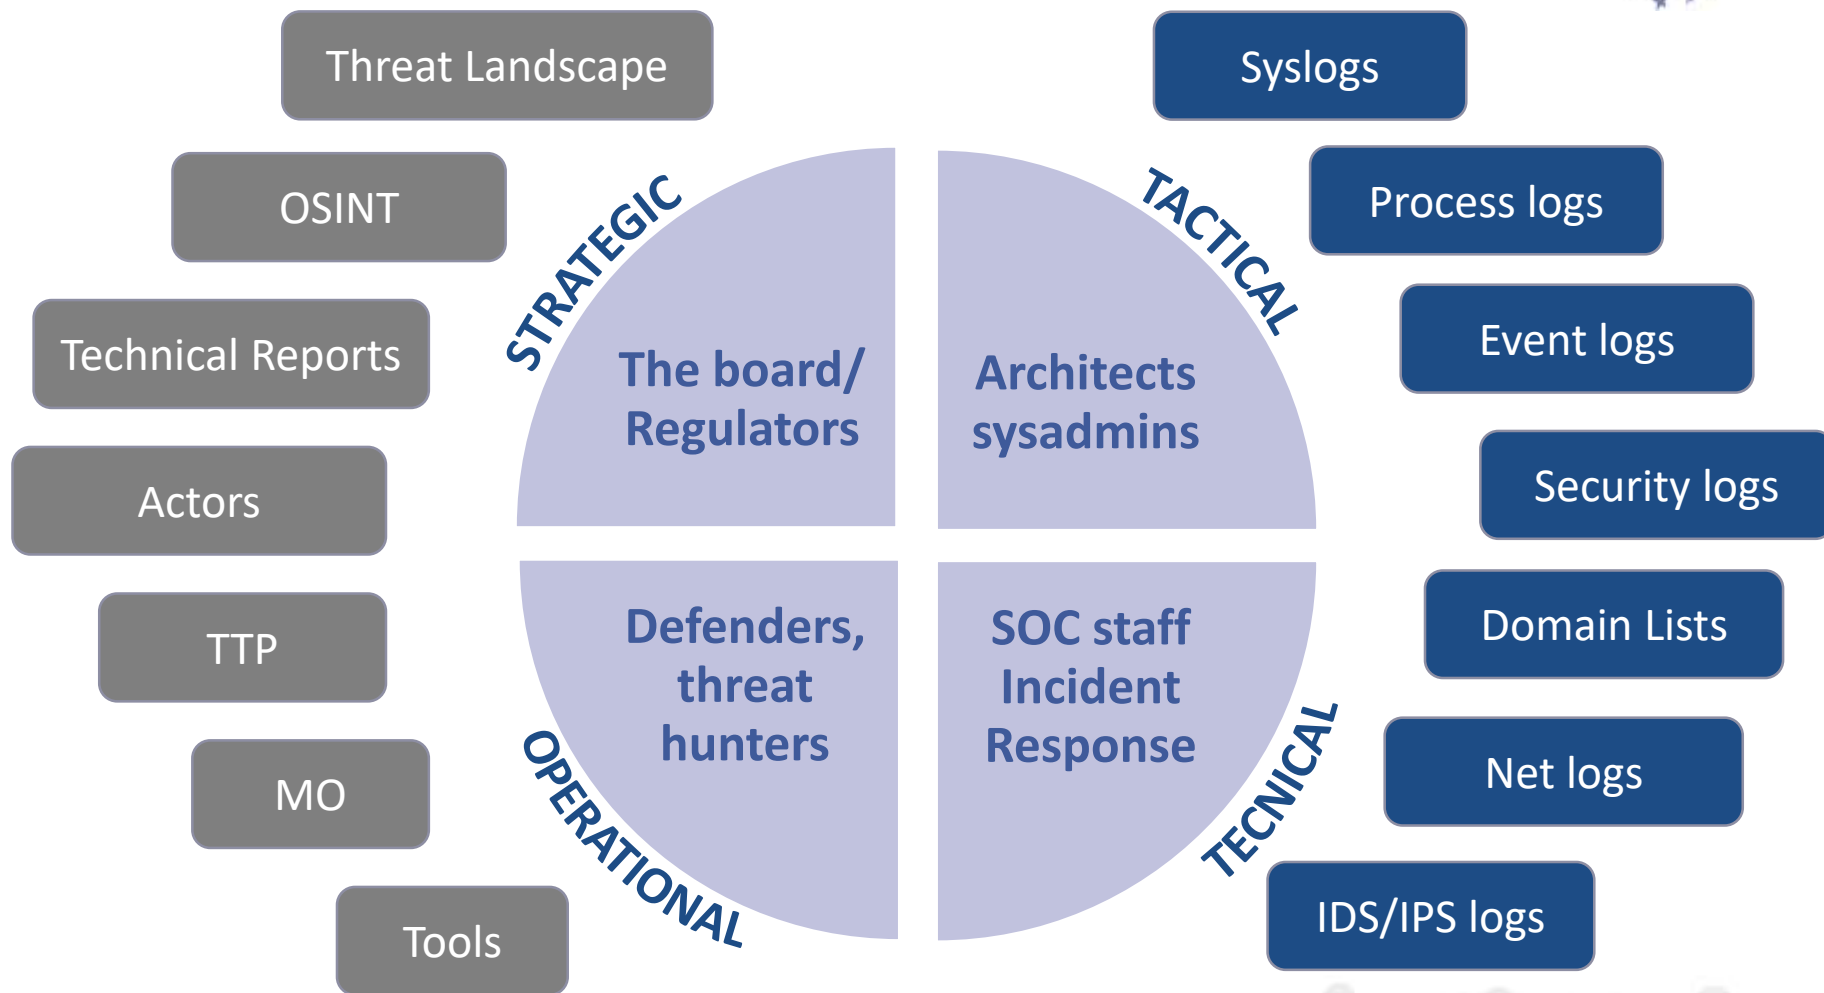 Threat Landscape
OSINT
Technical Reports
Actors
TTP
MO
Tools
STRATEGIC
The board/
Regulators
TACTICAL
Architects
sysadmins
OPERATIONAL
Defenders,
threat
hunters
TECNICAL
SOC staff
Incident
Response
Syslogs
Process logs
Event logs
Security logs
Domain Lists
Net logs
IDS/IPS logs